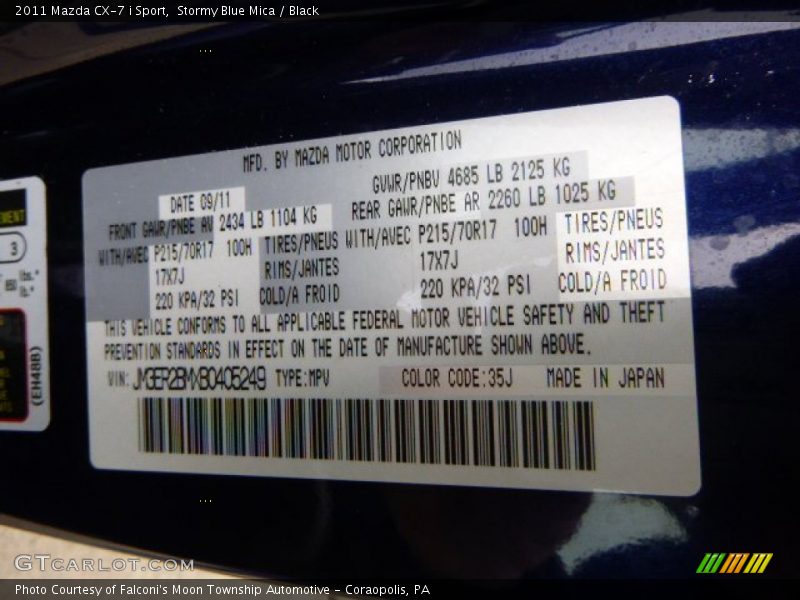 2011 Mazda CX-7 i Sport,  Stormy Blue Mica / Black
MFD. BY MAZDA MOTOR CORPORATION
DATE 09/11
GVWR/PNBV 4685 LB 2125 KG
FRONT GAWR/PNBE AV 2434 LB 1104 KG
REAR GAWR/PNBE AR 2260 LB 1025 KG
WITH/AVEC P215/70R17 100H TIRES/PNEUS WITH/AVEC P215/70R17 100H TIRES/PNEUS
17X7J RIMS/JANTES 17X7J RIMS/JANTES
220 KPA/32 PSI COLD/A FROID 220 KPA/32 PSI COLD/A FROID
THIS VEHICLE CONFORMS TO ALL APPLICABLE FEDERAL MOTOR VEHICLE SAFETY AND THEFT
PREVENTION STANDARDS IN EFFECT ON THE DATE OF MANUFACTURE SHOWN ABOVE.
VIN: JM3ER2BMXB0405249 TYPE:MPV COLOR CODE:35J MADE IN JAPAN
3
(EH48B)
GTCARLOT.COM
Photo Courtesy of Falconi's Moon Township Automotive - Coraopolis, PA